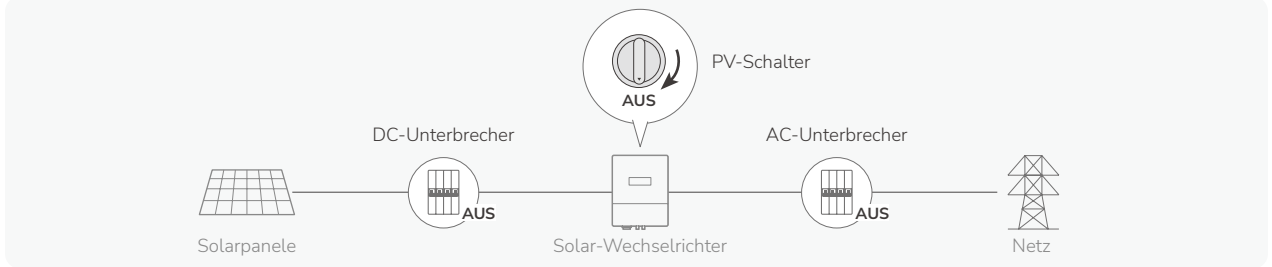 PV-Schalter
AUS
DC-Unterbrecher
AC-Unterbrecher
AUS
AUS
Solarpanele
Solar-Wechselrichter
Netz